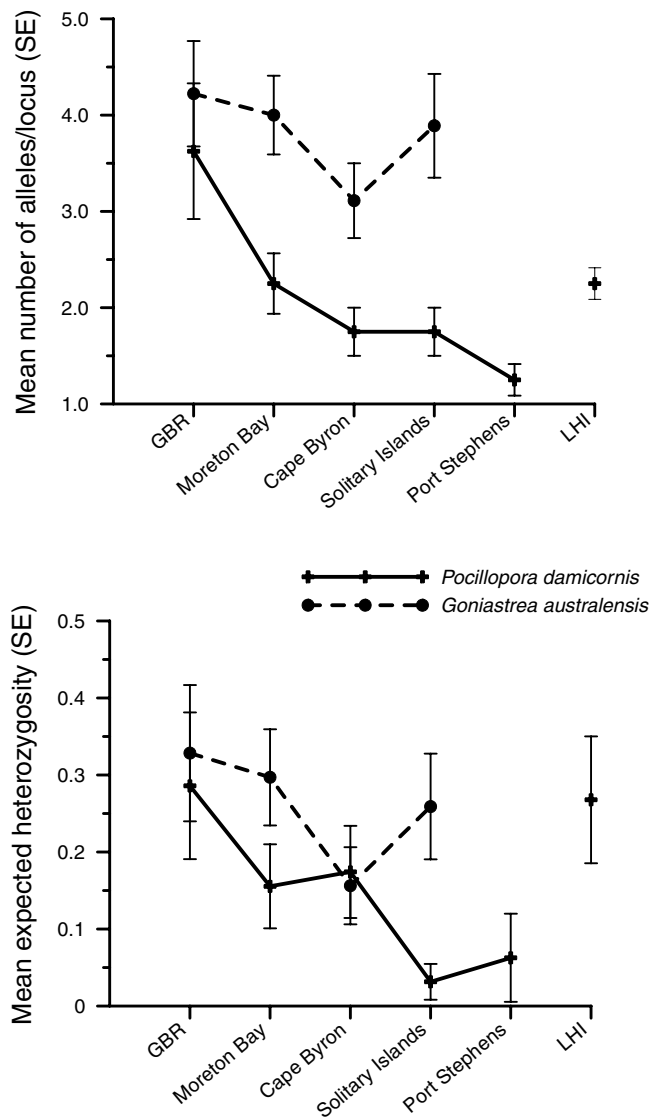 Mean number of alleles/locus (SE)
5.0
4.0
3.0
2.0
1.0
GBR
Moreton Bay
Cape Byron
Solitary Islands
Port Stephens
LHI
Pocillopora damicornis
Goniastrea australensis
Mean expected heterozygosity (SE)
0.5
0.4
0.3
0.2
0.1
0
GBR
Moreton Bay
Cape Byron
Solitary Islands
Port Stephens
LHI